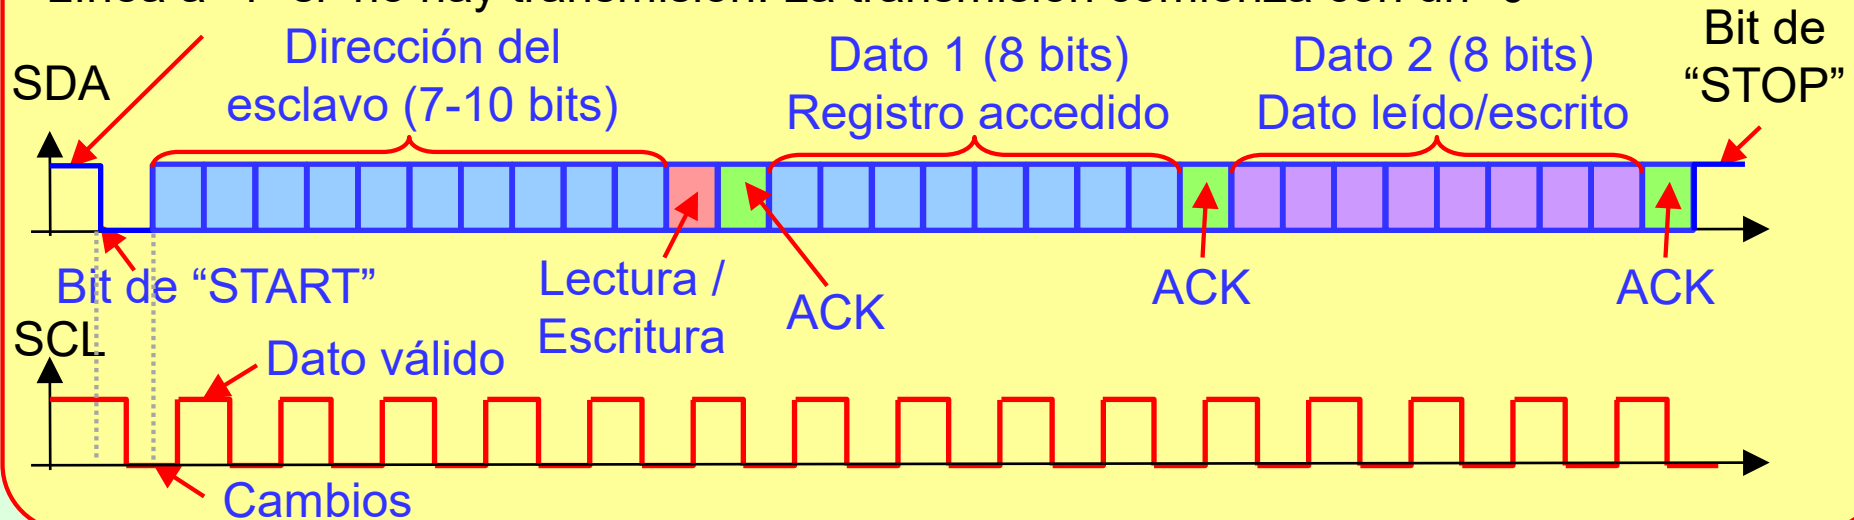 Bit de
"STOP"
Dirección del
esclavo (7-10 bits)
Dato 1 (8 bits)
Registro accedido
Dato 2 (8 bits)
Dato leído/escrito
SDA
Bit de "START"
Lectura /
Escritura
ACK
ACK
ACK
SCL
Dato válido
Cambios